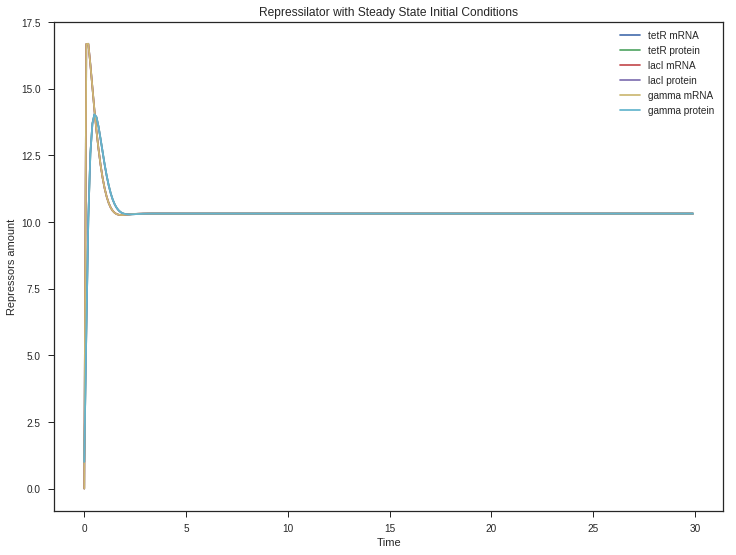 Repressilator with Steady State Initial Conditions
17.5
15.0
12.5
10.0
7.5
5.0
2.5
0.0
Repressors amount
tetR mRNA
tetR protein
lacI mRNA
lacI protein
gamma mRNA
gamma protein
0
5
10
15
20
25
30
Time